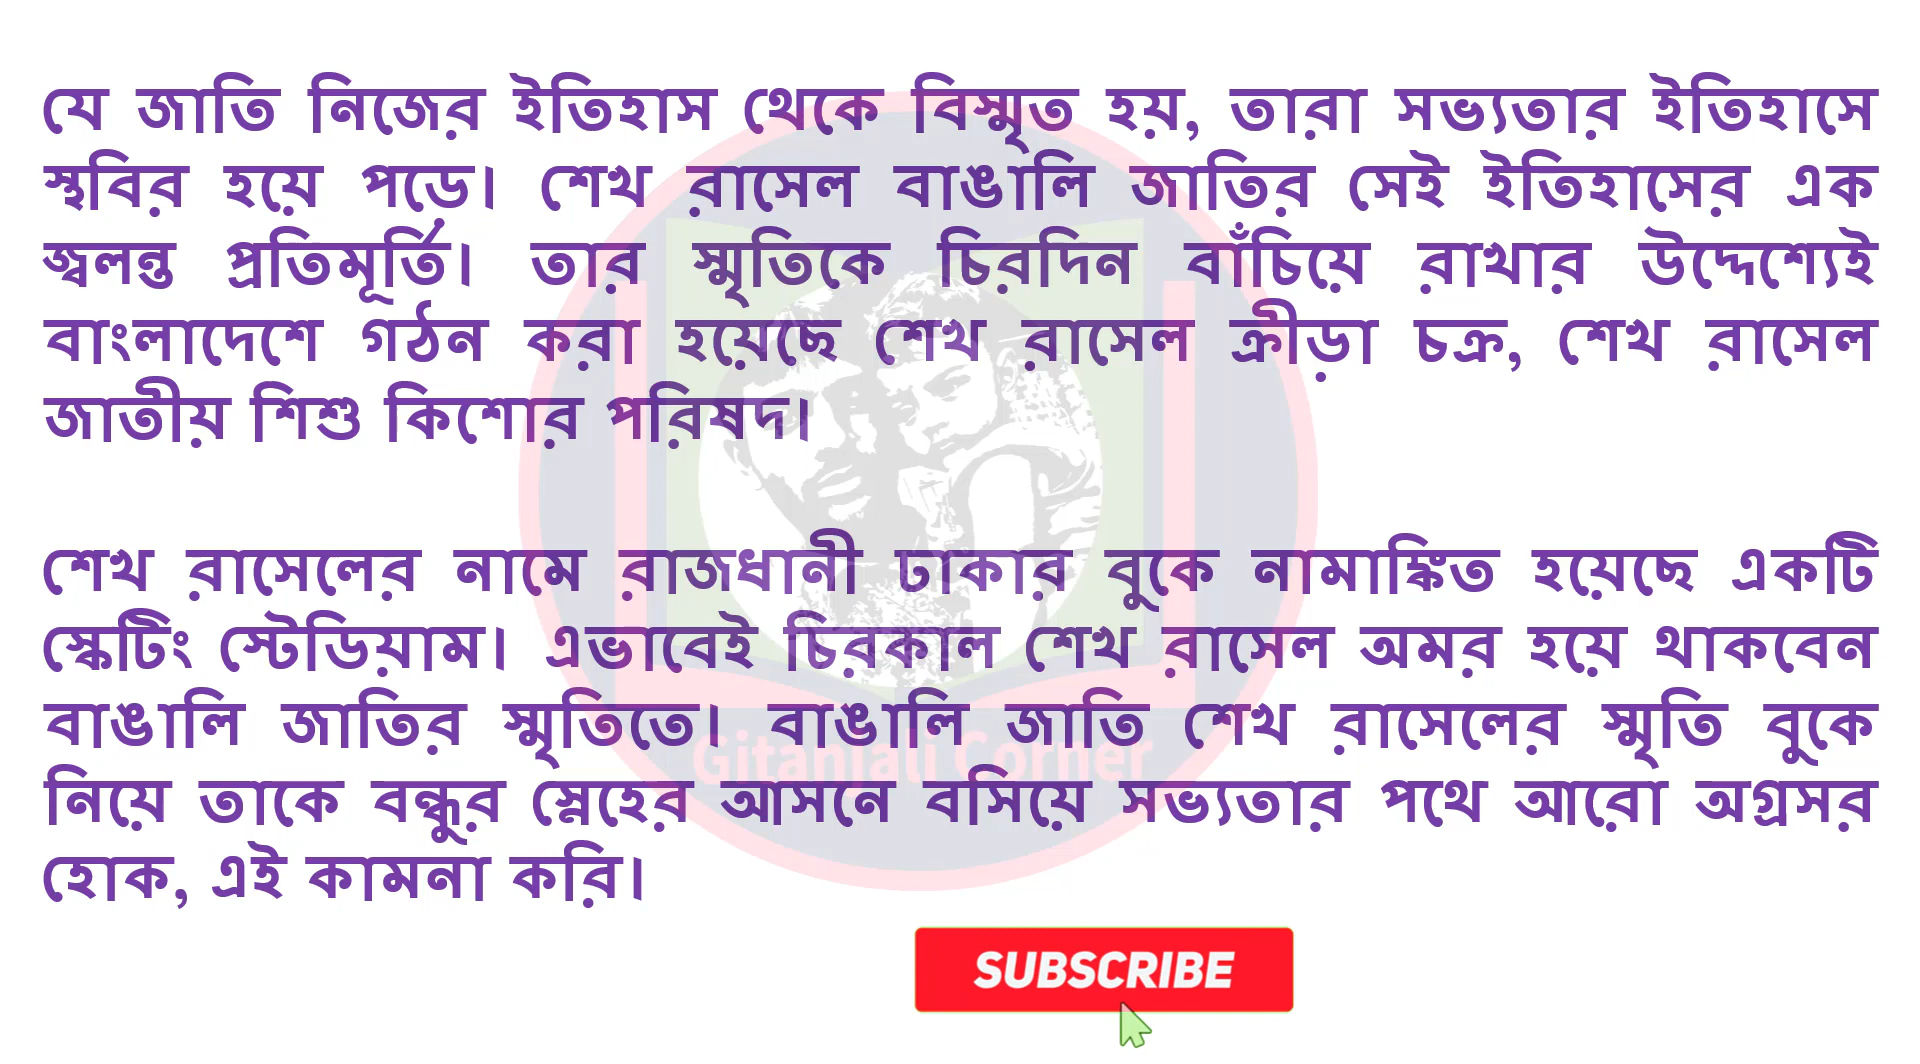 যে জাতি নিজের ইতিহাস থেকে বিস্মৃত হয়, তারা সভ্যতার ইতিহাসে
স্থবির হয়ে পড়ে। শেখ রাসেল বাঙালি জাতির সেই ইতিহাসের এক
জ্বলন্ত প্রতিমূর্তি। তার স্মৃতিকে চিরদিন বাঁচিয়ে রাখার উদ্দেশ্যেই
বাংলাদেশে গঠন করা হয়েছে শেখ রাসেল ক্রীড়া চক্র, শেখ রাসেল
জাতীয় শিশু কিশোর পরিষদ।
শেখ রাসেলের নামে রাজধানী ঢাকার বুকে নামাঙ্কিত হয়েছে একটি
স্কেটিং স্টেডিয়াম। এভাবেই চিরকাল শেখ রাসেল অমর হয়ে থাকবেন
বাঙালি জাতির স্মৃতিতে। বাঙালি জাতি শেখ রাসেলের স্মৃতি বুকে
Gitanjali Corner
নিয়ে তাকে বন্ধুর স্নেহের আসনে বসিয়ে সভ্যতার পথে আরো অগ্রসর
হোক, এই কামনা করি।
SUBSCRIBE